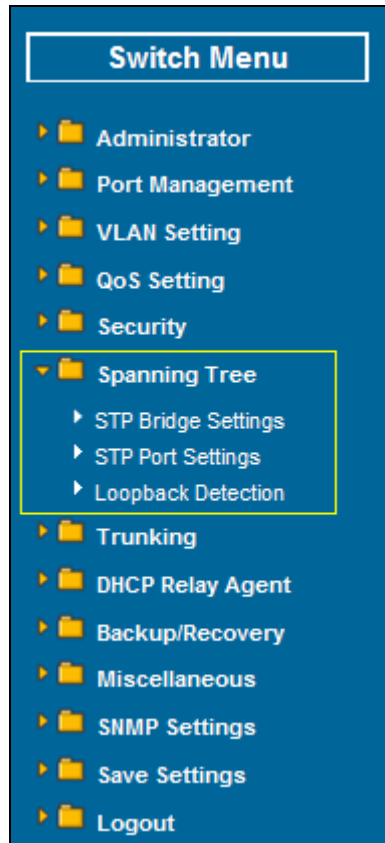 Switch Menu
Administrator
Port Management
VLAN Setting
QoS Setting
Security
Spanning Tree
STP Bridge Settings
STP Port Settings
Loopback Detection
Trunking
DHCP Relay Agent
Backup/Recovery
Miscellaneous
SNMP Settings
Save Settings
Logout